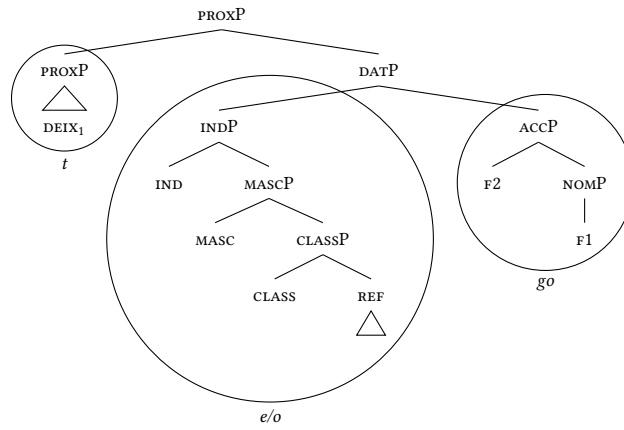 PROXP
PROXP DATP
DEIX₁ INDP ACCP
t
IND MASCP F2 NOMP
MASC CLASSP F1
CLASS REF
go
e/o